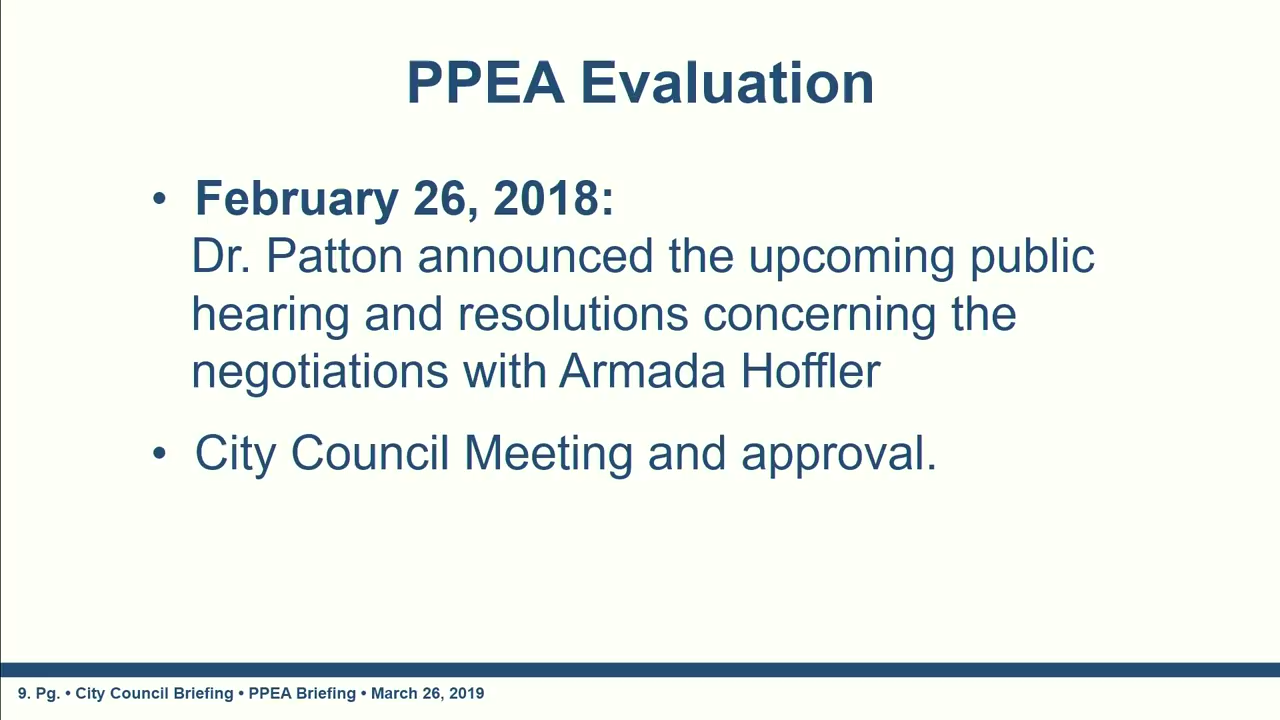 PPEA Evaluation
• February 26, 2018:
Dr. Patton announced the upcoming public
hearing and resolutions concerning the
negotiations with Armada Hoffler
• City Council Meeting and approval.
9. Pg. • City Council Briefing • PPEA Briefing • March 26, 2019